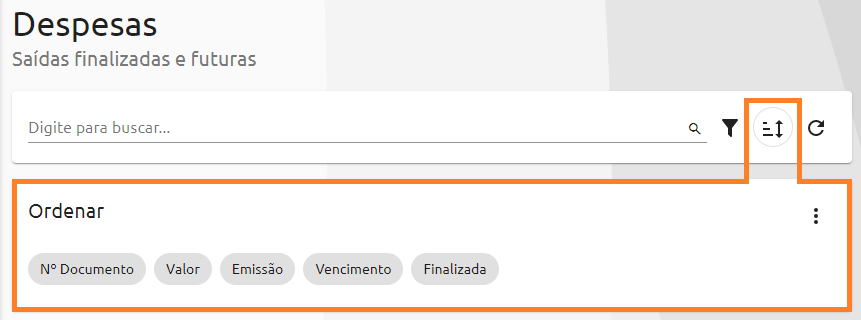 Despesas
Saídas finalizadas e futuras
Digite para buscar...
Ordenar
Nº Documento Valor Emissão Vencimento Finalizada